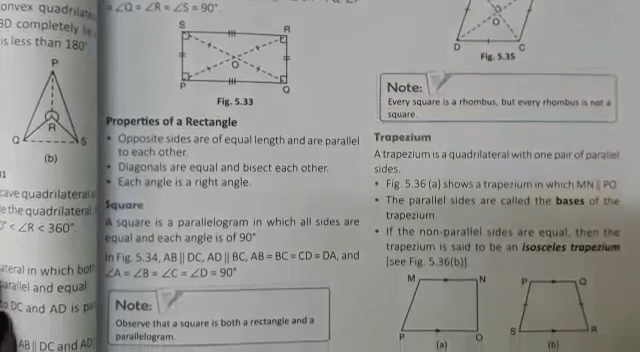 onvex quadrilate
BD completely lie
is less than 180°
P
Q
R
S
(b)
cave quadrilateral
e the quadrilateral
0° < ∠R < 360°
ateral in which both
parallel and equal
to DC and AD is pa
AB || DC and AD
= ∠Q = ∠R = ∠S = 90°.
S
R
O
P
Q
Fig. 5.33
Properties of a Rectangle
• Opposite sides are of equal length and are parallel
to each other.
• Diagonals are equal and bisect each other.
• Each angle is a right angle.
Square
A square is a parallelogram in which all sides are
equal and each angle is of 90°.
In Fig. 5.34, AB || DC, AD || BC, AB = BC = CD = DA, and
∠A = ∠B = ∠C = ∠D = 90°
Note:
Observe that a square is both a rectangle and a
parallelogram.
O
D
C
Fig. 5.35
Note:
Every square is a rhombus, but every rhombus is not a
square.
Trapezium
A trapezium is a quadrilateral with one pair of parallel
sides.
• Fig. 5.36 (a) shows a trapezium in which MN || PO
• The parallel sides are called the bases of the
trapezium
• If the non-parallel sides are equal, then the
trapezium is said to be an isosceles trapezium
[see Fig. 5.36(b)]
M
N
P
O
(a)
P
Q
S
R
(b)